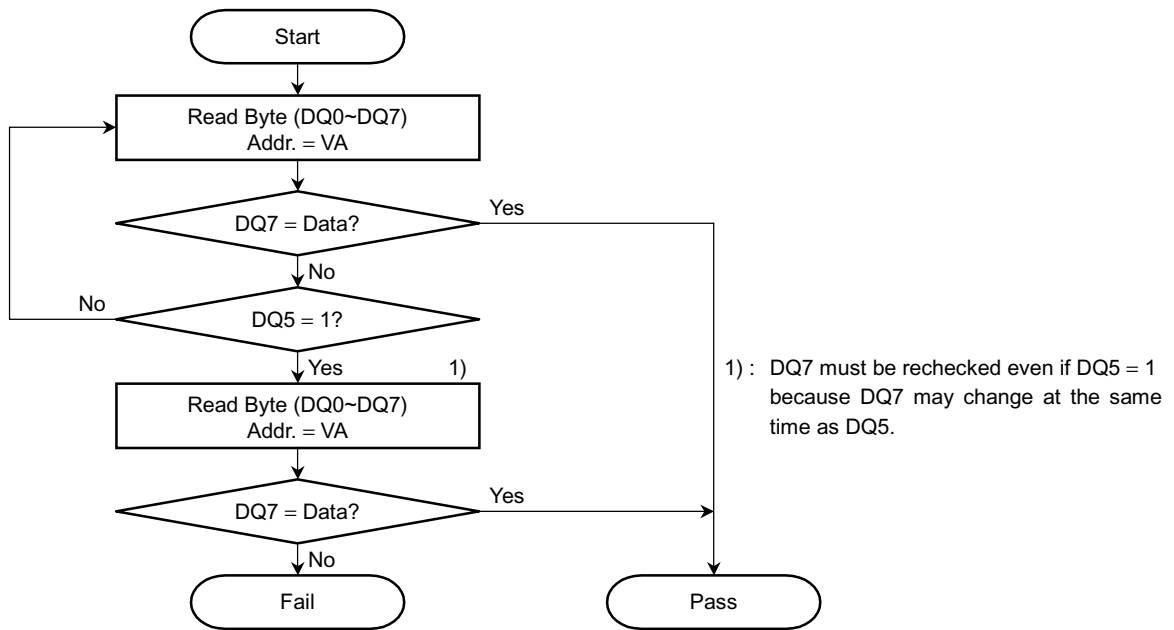 Start
Read Byte (DQ0~DQ7)
Addr. = VA
DQ7 = Data?
Yes
No
No
DQ5 = 1?
Yes
1)
Read Byte (DQ0~DQ7)
Addr. = VA
1) : DQ7 must be rechecked even if DQ5 = 1
because DQ7 may change at the same
time as DQ5.
DQ7 = Data?
Yes
No
Fail
Pass